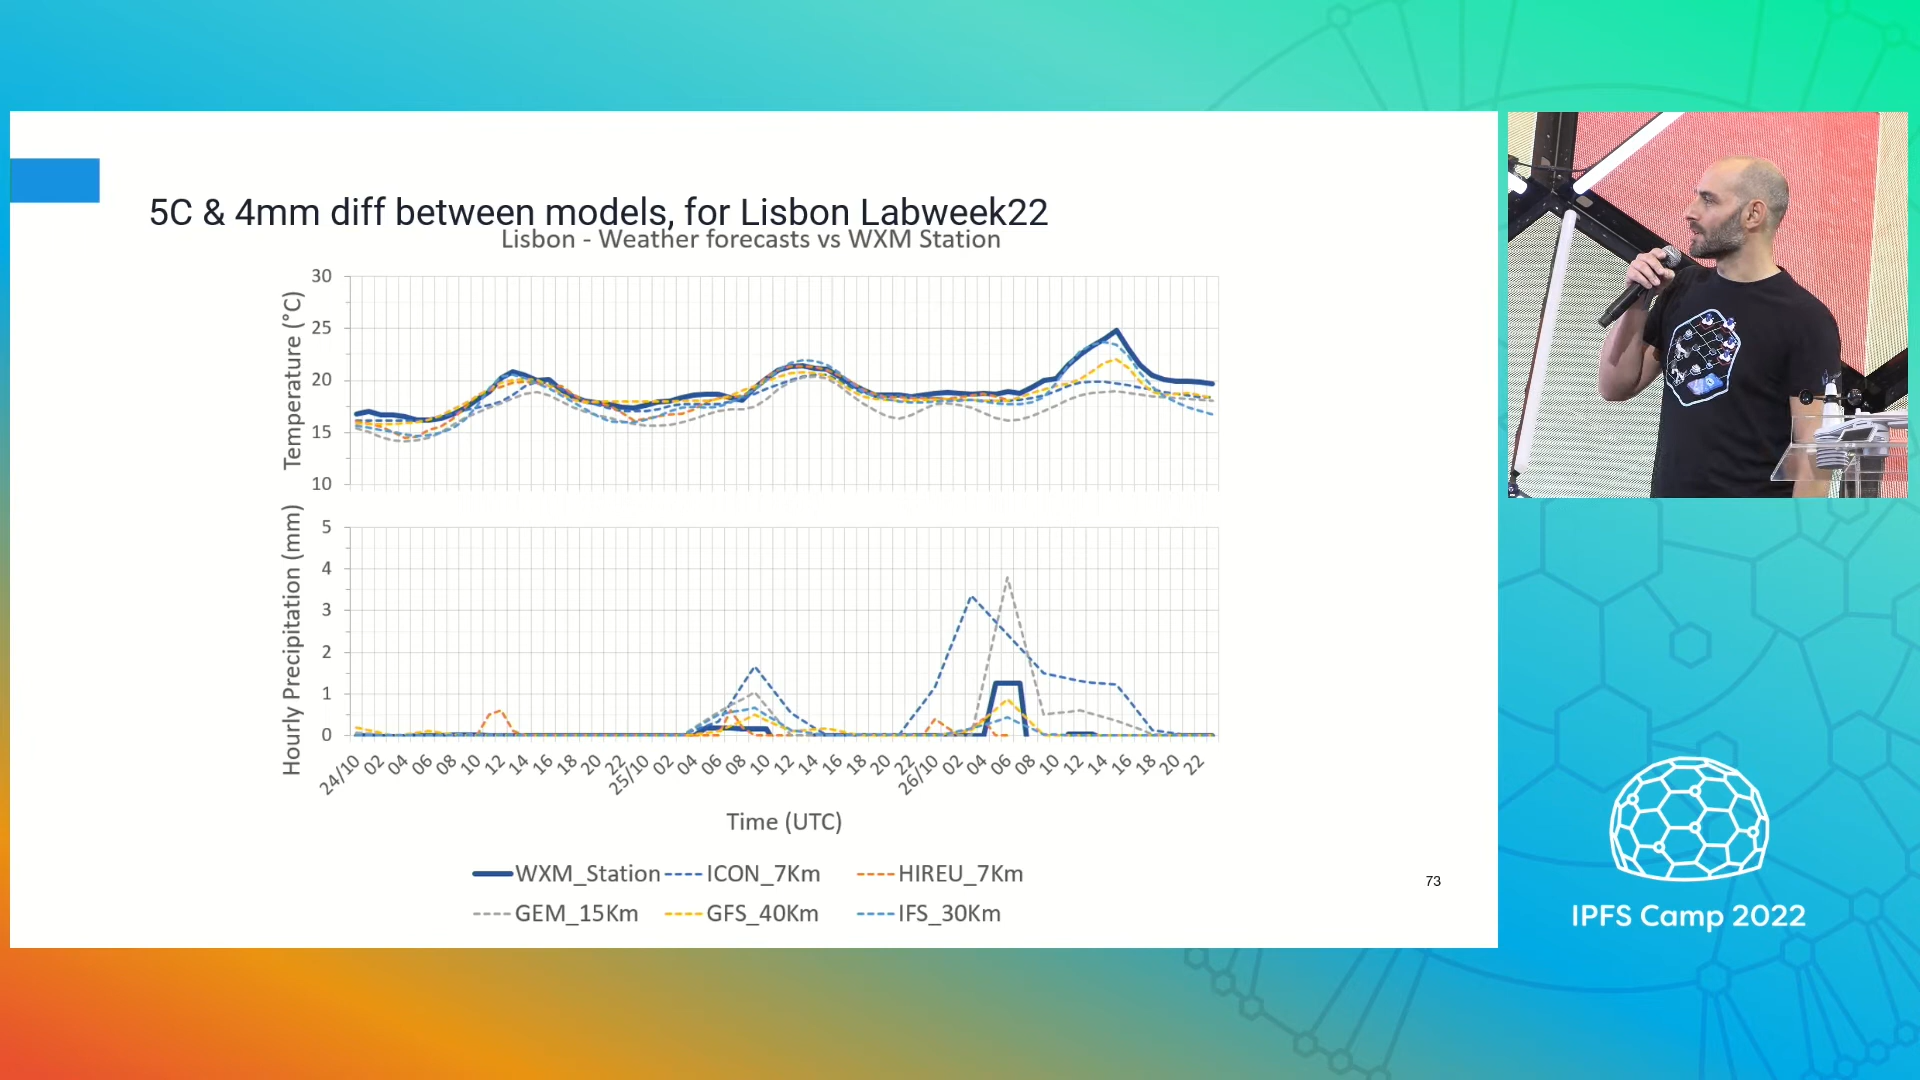 5C & 4mm diff between models, for Lisbon Labweek22
Lisbon - Weather forecasts vs WXM Station
Temperature (°C)
30
25
20
15
10
Hourly Precipitation (mm)
5
4
3
2
1
0
24/10 02 04 06 08 10 12 14 16 18 20 22 25/10 02 04 06 08 10 12 14 16 18 20 22 26/10 02 04 06 08 10 12 14 16 18 20 22
Time (UTC)
WXM_Station ICON_7Km HIREU_7Km
GEM_15Km GFS_40Km IFS_30Km
73
IPFS Camp 2022